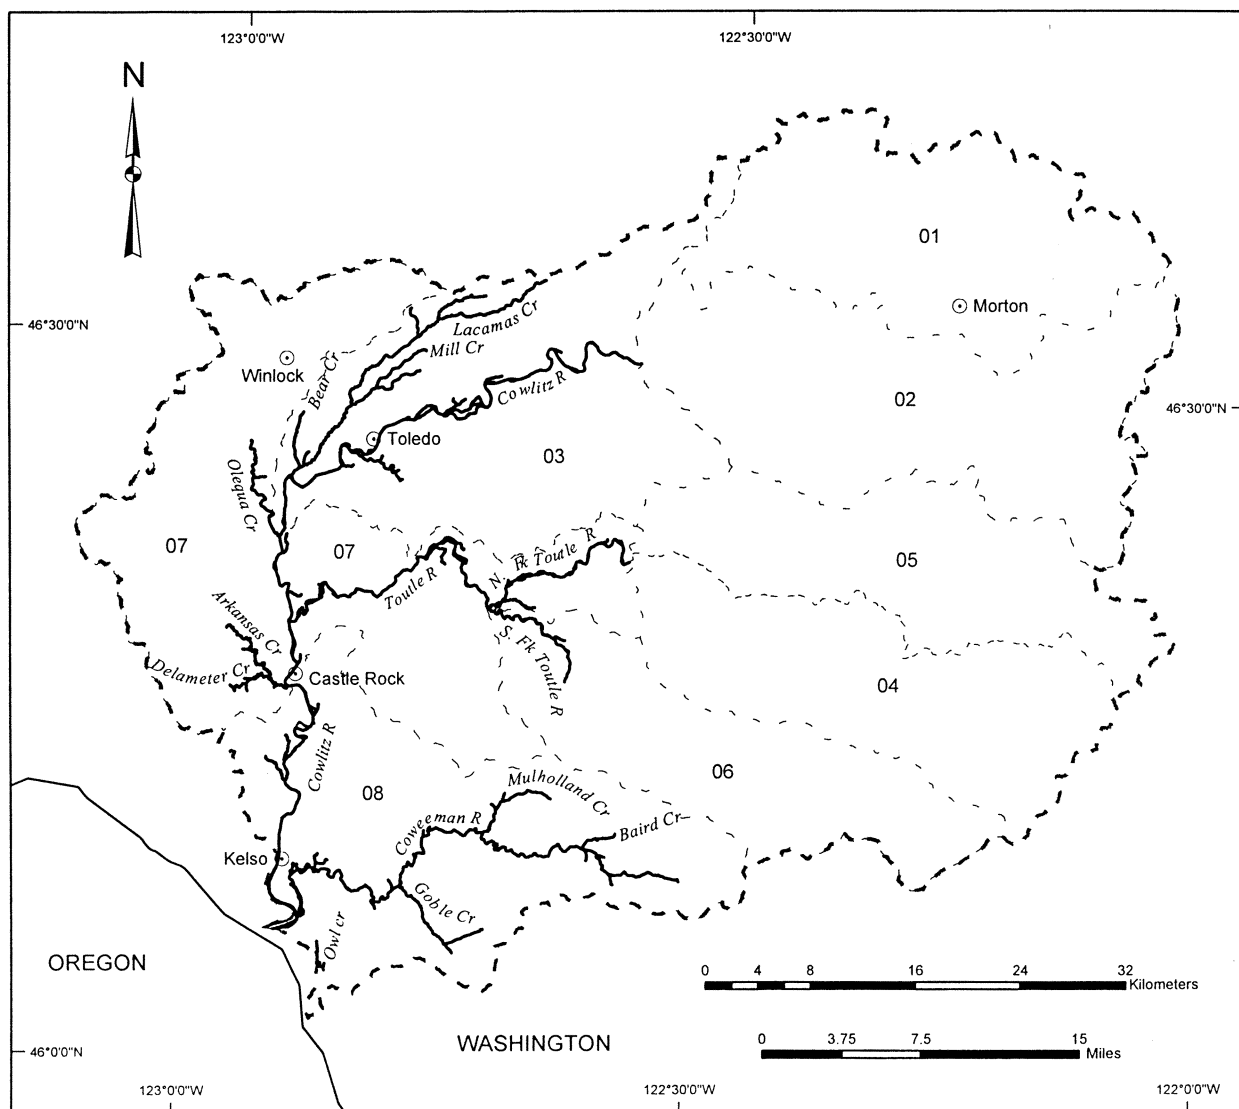 123°0'0"W
122°30'0"W
N
01
46°30'0"N
Morton
Lacamas Cr
Mill Cr
Winlock
Bear Cr
Cowlitz R
02
46°30'0"N
Toledo
03
Olequa Cr
07
07
N. Fk Toutle R
05
Toutle R
Arkansas Cr
S. Fk Toutle R
Delameter Cr
Castle Rock
04
Cowlitz R
06
08
Mulholland Cr
Coweeman R
Baird Cr
Kelso
Goble Cr
Owl cr
OREGON
0 4 8 16 24 32
Kilometers
WASHINGTON
0 3.75 7.5 15
Miles
46°0'0"N
123°0'0"W
122°30'0"W
122°0'0"W